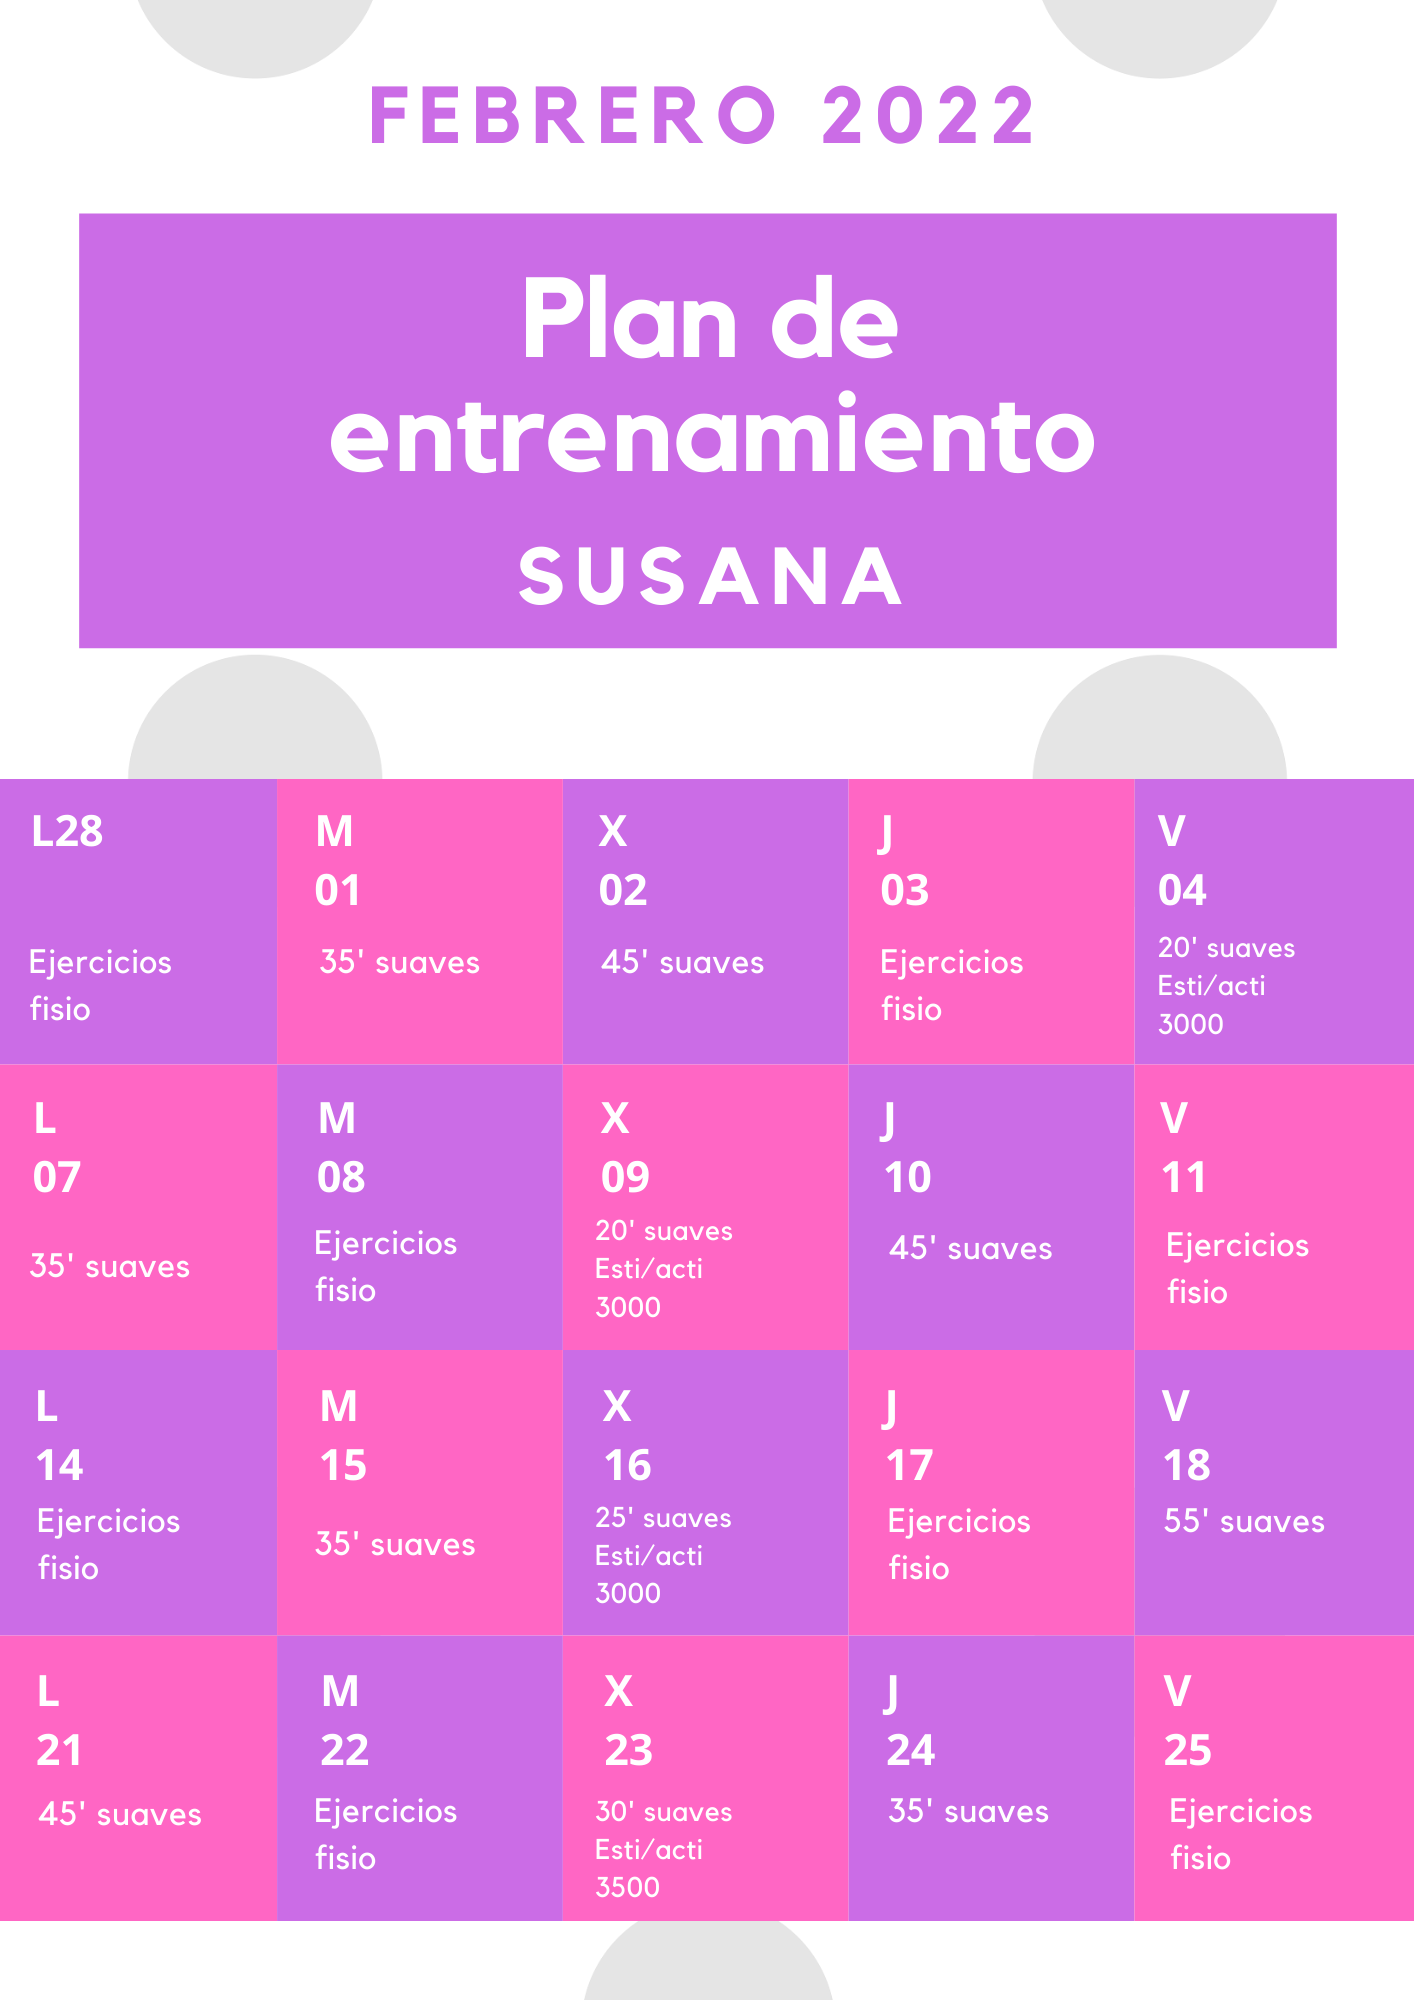 FEBRERO 2022
Plan de
entrenamiento
SUSANA
L28
Ejercicios
fisio
M
01
35' suaves
X
02
45' suaves
J
03
Ejercicios
fisio
V
04
20' suaves
Esti/acti
3000
L
07
35' suaves
M
08
Ejercicios
fisio
X
09
20' suaves
Esti/acti
3000
J
10
45' suaves
V
11
Ejercicios
fisio
L
14
Ejercicios
fisio
M
15
35' suaves
X
16
25' suaves
Esti/acti
3000
J
17
Ejercicios
fisio
V
18
55' suaves
L
21
45' suaves
M
22
Ejercicios
fisio
X
23
30' suaves
Esti/acti
3500
J
24
35' suaves
V
25
Ejercicios
fisio